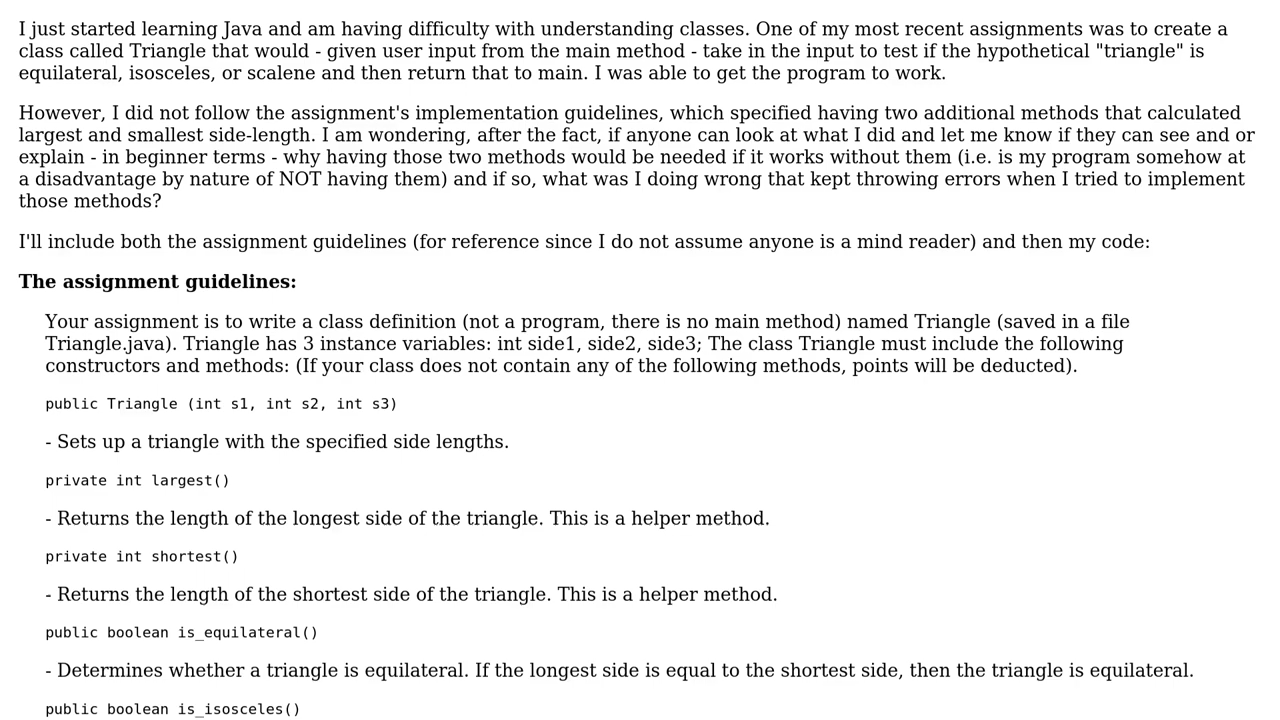 I just started learning Java and am having difficulty with understanding classes. One of my most recent assignments was to create a
class called Triangle that would - given user input from the main method - take in the input to test if the hypothetical "triangle" is
equilateral, isosceles, or scalene and then return that to main. I was able to get the program to work.
However, I did not follow the assignment's implementation guidelines, which specified having two additional methods that calculated
largest and smallest side-length. I am wondering, after the fact, if anyone can look at what I did and let me know if they can see and or
explain - in beginner terms - why having those two methods would be needed if it works without them (i.e. is my program somehow at
a disadvantage by nature of NOT having them) and if so, what was I doing wrong that kept throwing errors when I tried to implement
those methods?
I'll include both the assignment guidelines (for reference since I do not assume anyone is a mind reader) and then my code:
The assignment guidelines:
Your assignment is to write a class definition (not a program, there is no main method) named Triangle (saved in a file
Triangle.java). Triangle has 3 instance variables: int side1, side2, side3; The class Triangle must include the following
constructors and methods: (If your class does not contain any of the following methods, points will be deducted).
public Triangle (int s1, int s2, int s3)
- Sets up a triangle with the specified side lengths.
private int largest()
- Returns the length of the longest side of the triangle. This is a helper method.
private int shortest()
- Returns the length of the shortest side of the triangle. This is a helper method.
public boolean is_equilateral()
- Determines whether a triangle is equilateral. If the longest side is equal to the shortest side, then the triangle is equilateral.
public boolean is_isosceles()